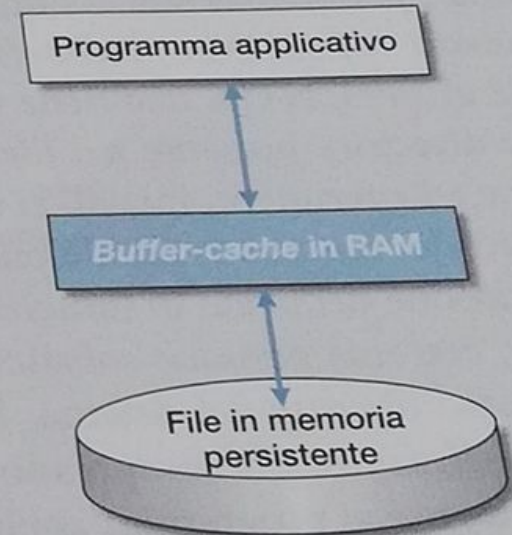 Programma applicativo
Buffer-cache in RAM
File in memoria
persistente